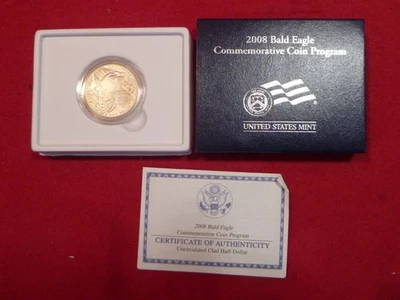 2008 Bald Eagle
Commemorative Coin Program
UNITED STATES MINT
2008 Bald Eagle
Commemorative Coin Program
CERTIFICATE OF AUTHENTICITY
Uncirculated Clad Half Dollar